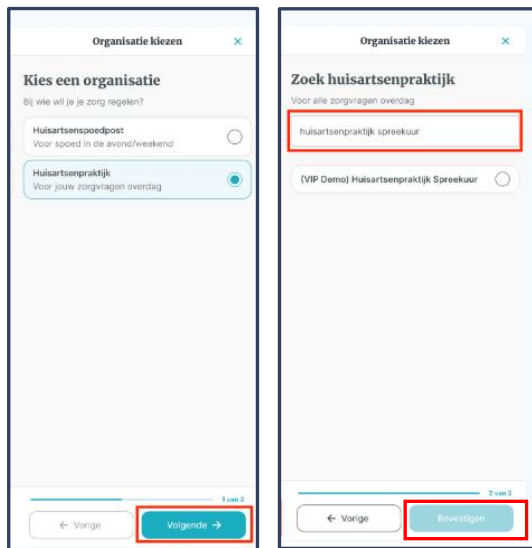 Organisatie kiezen ×
Kies een organisatie
Bij wie wil je je zorg regelen?
Huisartsenspoedpost
Voor spoed in de avond/weekend
Huisartsenpraktijk
Voor jouw zorgvragen overdag
1 van 2
← Vorige
Volgende →
Organisatie kiezen ×
Zoek huisartsenpraktijk
Voor alle zorgvragen overdag
huisartsenpraktijk spreekuur
(VIP Demo) Huisartsenpraktijk Spreekuur
2 van 2
← Vorige
Bevestigen